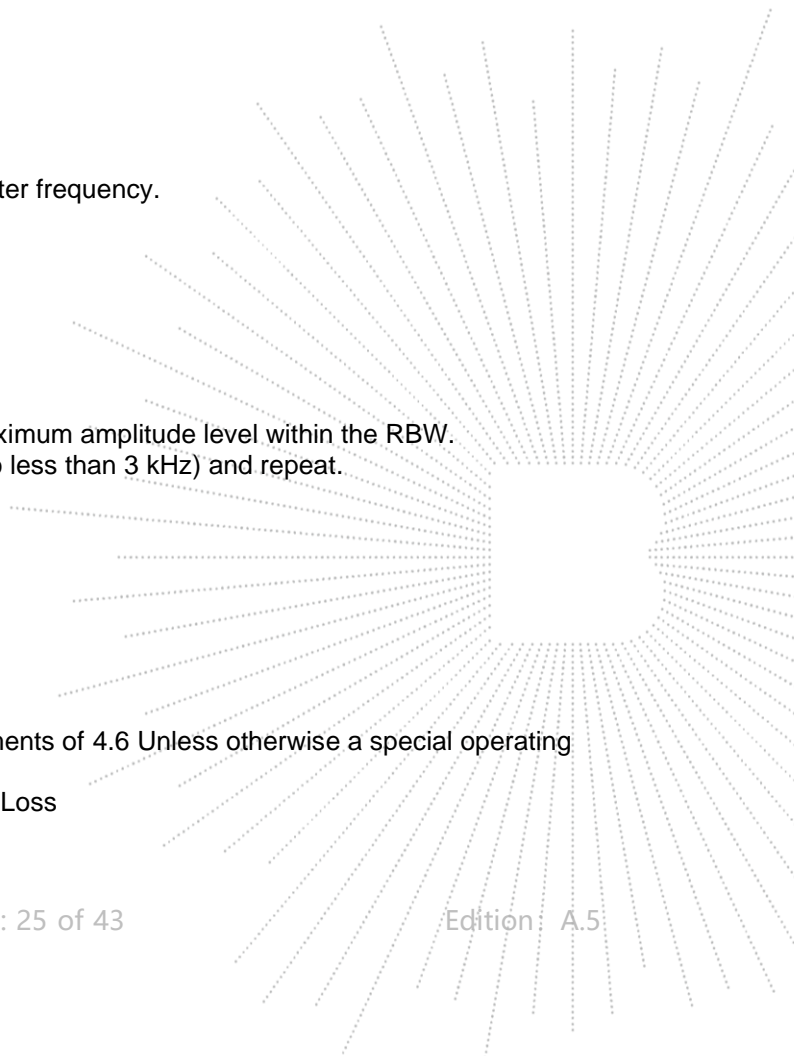 ter frequency.
ximum amplitude level within the RBW.
o less than 3 kHz) and repeat.
nents of 4.6 Unless otherwise a special operating
Loss
: 25 of 43 Edition: A.5